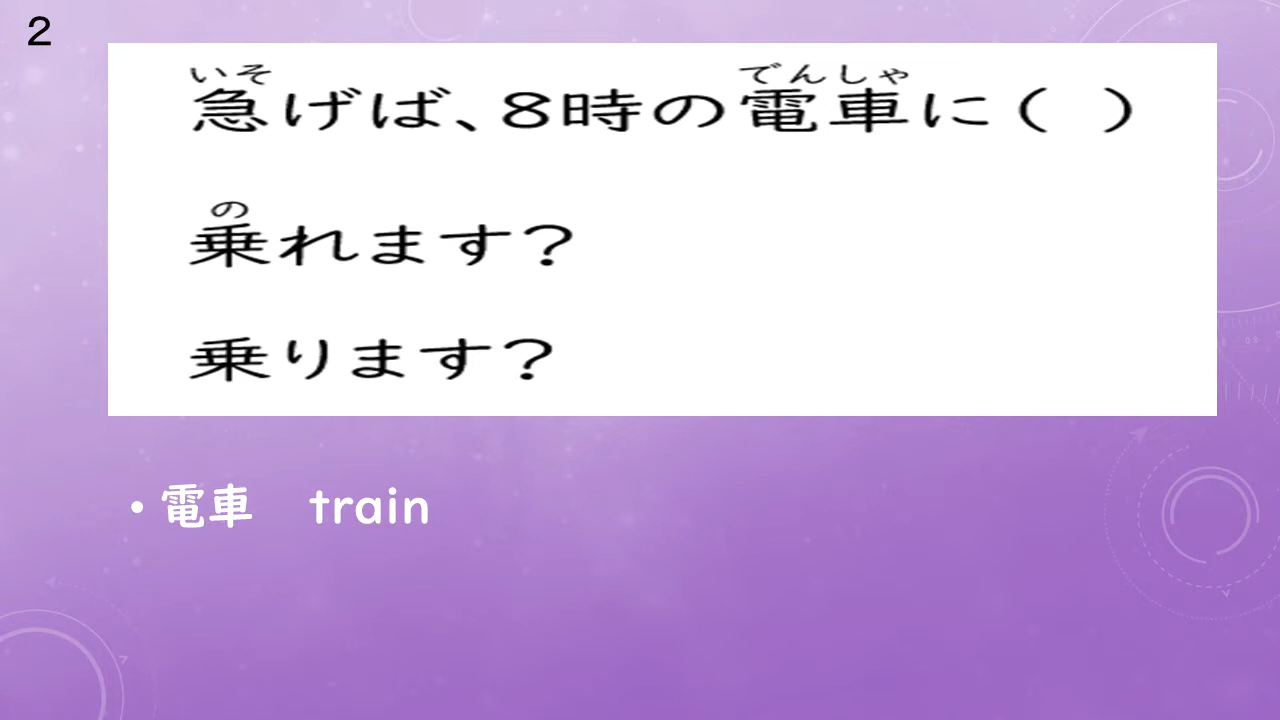 2
いそ でんしゃ
急げば、8時の電車に( )
の
乗れます?
乗ります?
• 電車 train